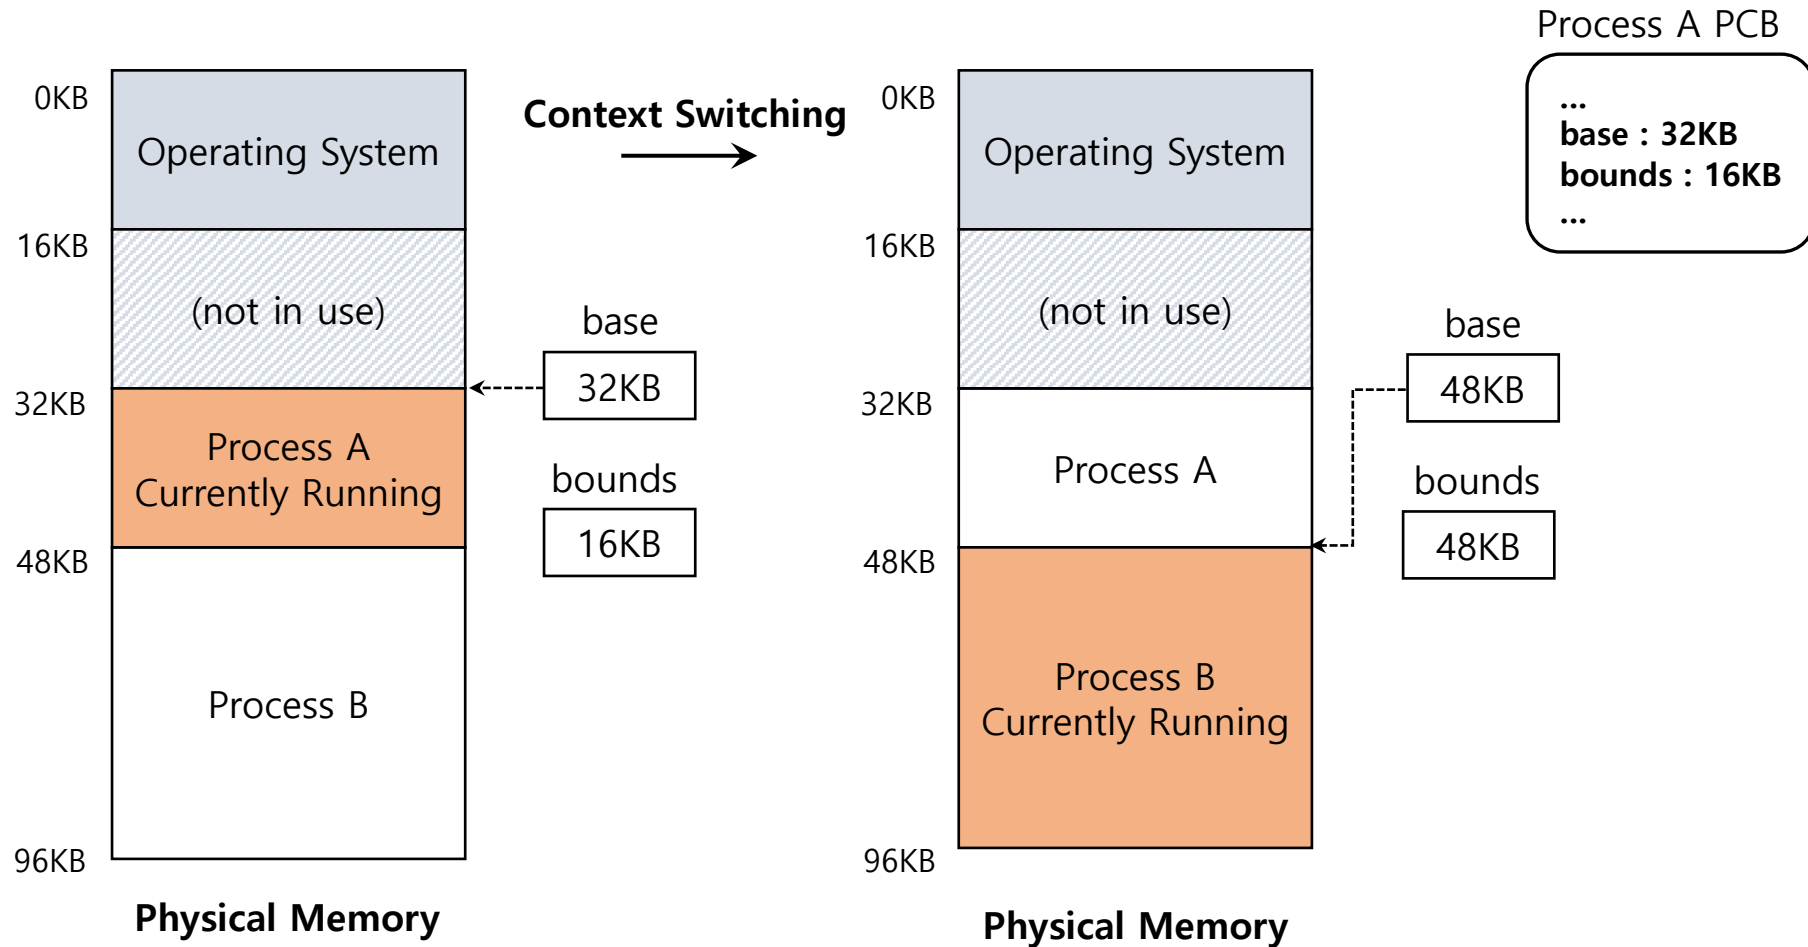 Process A PCB
...
base : 32KB
bounds : 16KB
...
Context Switching
0KB
Operating System
16KB
(not in use)
base
32KB
32KB
Process A
Currently Running
bounds
16KB
48KB
Process B
96KB
Physical Memory
0KB
Operating System
16KB
(not in use)
base
48KB
32KB
Process A
bounds
48KB
48KB
Process B
Currently Running
96KB
Physical Memory